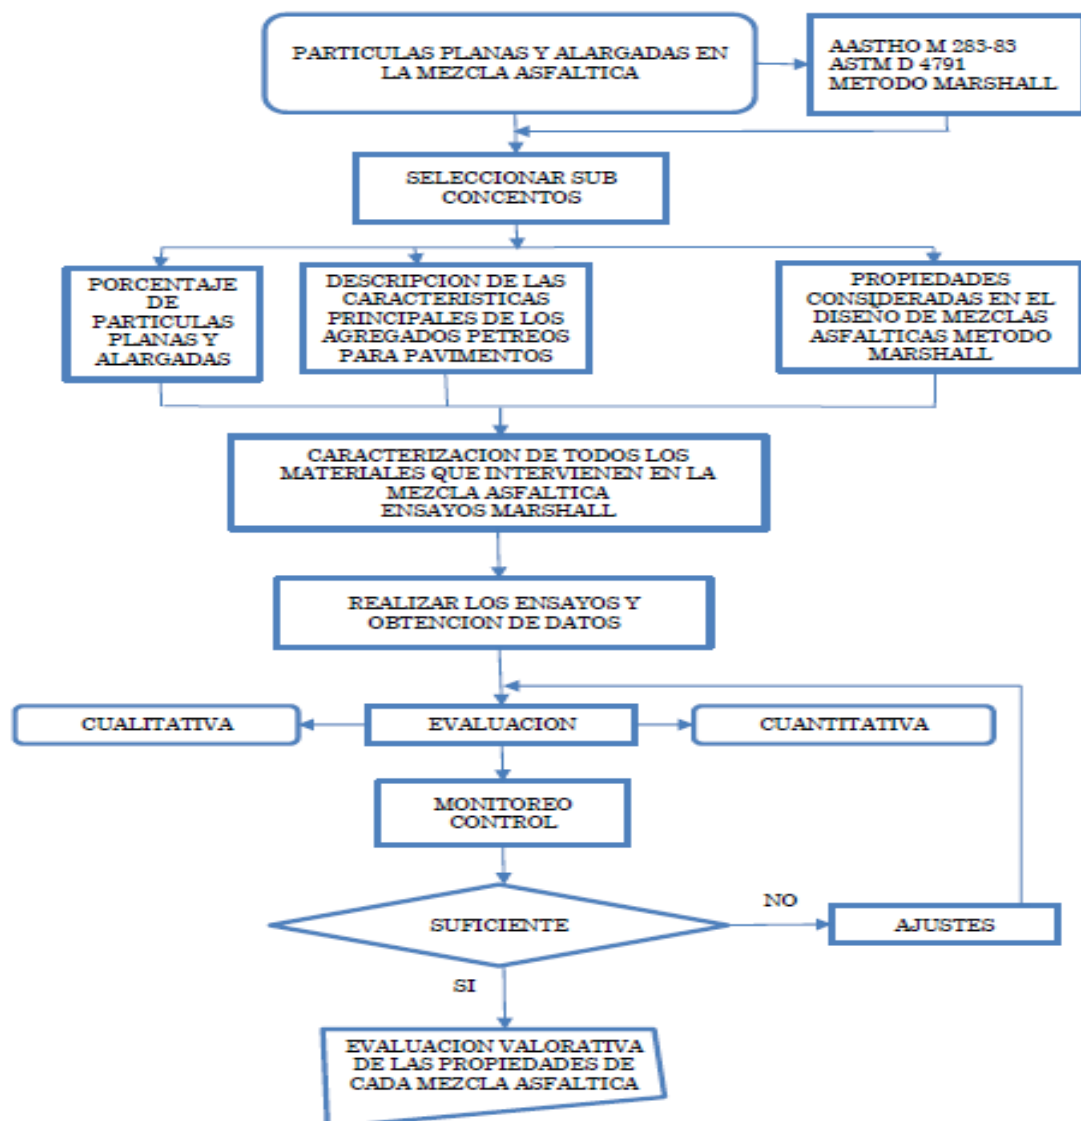 PARTICULAS PLANAS Y ALARGADAS EN
LA MEZCLA ASFALTICA
AASTHO M 283-83
ASTM D 4791
METODO MARSHALL
SELECCIONAR SUB
CONCENTOS
PORCENTAJE
DE
PARTICULAS
PLANAS Y
ALARGADAS
DESCRIPCION DE LAS
CARACTERISTICAS
PRINCIPALES DE LOS
AGREGADOS PETREOS
PARA PAVIMENTOS
PROPIEDADES
CONSIDERADAS EN EL
DISEÑO DE MEZCLAS
ASFALTICAS METODO
MARSHALL
CARACTERIZACION DE TODOS LOS
MATERIALES QUE INTERVIENEN EN LA
MEZCLA ASFALTICA
ENSAYOS MARSHALL
REALIZAR LOS ENSAYOS Y
OBTENCION DE DATOS
CUALITATIVA
EVALUACION
CUANTITATIVA
MONITOREO
CONTROL
SUFICIENTE
NO
AJUSTES
SI
EVALUACION VALORATIVA
DE LAS PROPIEDADES DE
CADA MEZCLA ASFALTICA